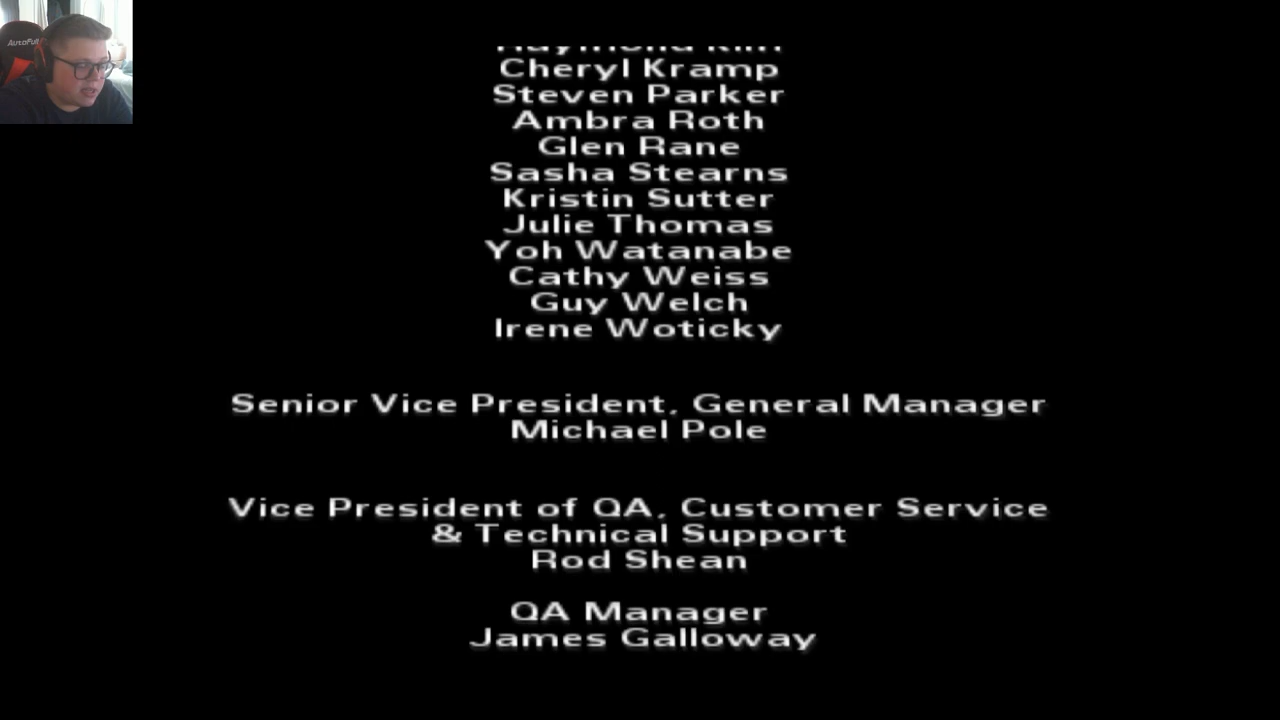 Cheryl Kramp
Steven Parker
Ambra Roth
Glen Rane
Sasha Stearns
Kristin Sutter
Julie Thomas
Yoh Watanabe
Cathy Weiss
Guy Welch
Irene Woticky
Senior Vice President, General Manager
Michael Pole
Vice President of QA, Customer Service
& Technical Support
Rod Shean
QA Manager
James Galloway